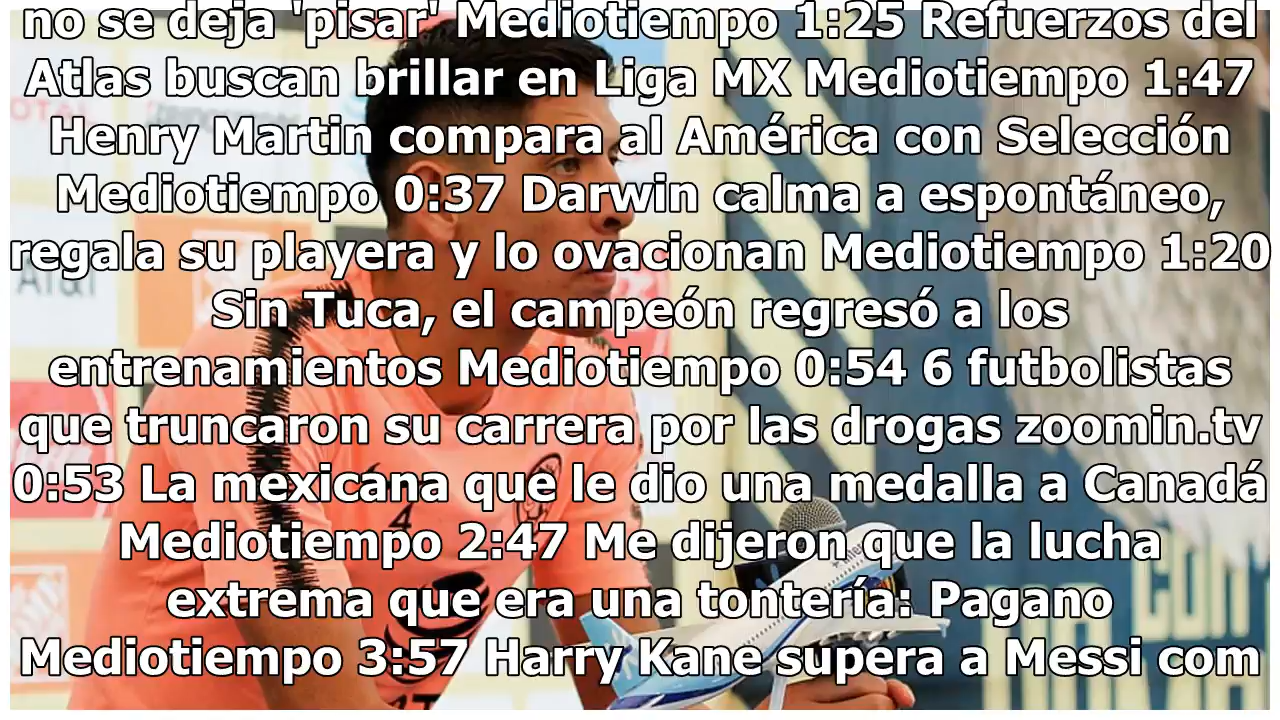 no se deja 'pisar' Mediotiempo 1:25 Refuerzos del
Atlas buscan brillar en Liga MX Mediotiempo 1:47
Henry Martin compara al América con Selección
Mediotiempo 0:37 Darwin calma a espontáneo,
regala su playera y lo ovacionan Mediotiempo 1:20
Sin Tuca, el campeón regresó a los
entrenamientos Mediotiempo 0:54 6 futbolistas
que truncaron su carrera por las drogas zoomin.tv
0:53 La mexicana que le dio una medalla a Canadá
Mediotiempo 2:47 Me dijeron que la lucha
extrema que era una tontería: Pagano
Mediotiempo 3:57 Harry Kane supera a Messi com
AT&T
4